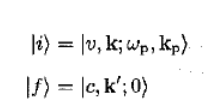 |i⟩ = |v, k; ωₚ, kₚ⟩
|f⟩ = |c, k′; 0⟩